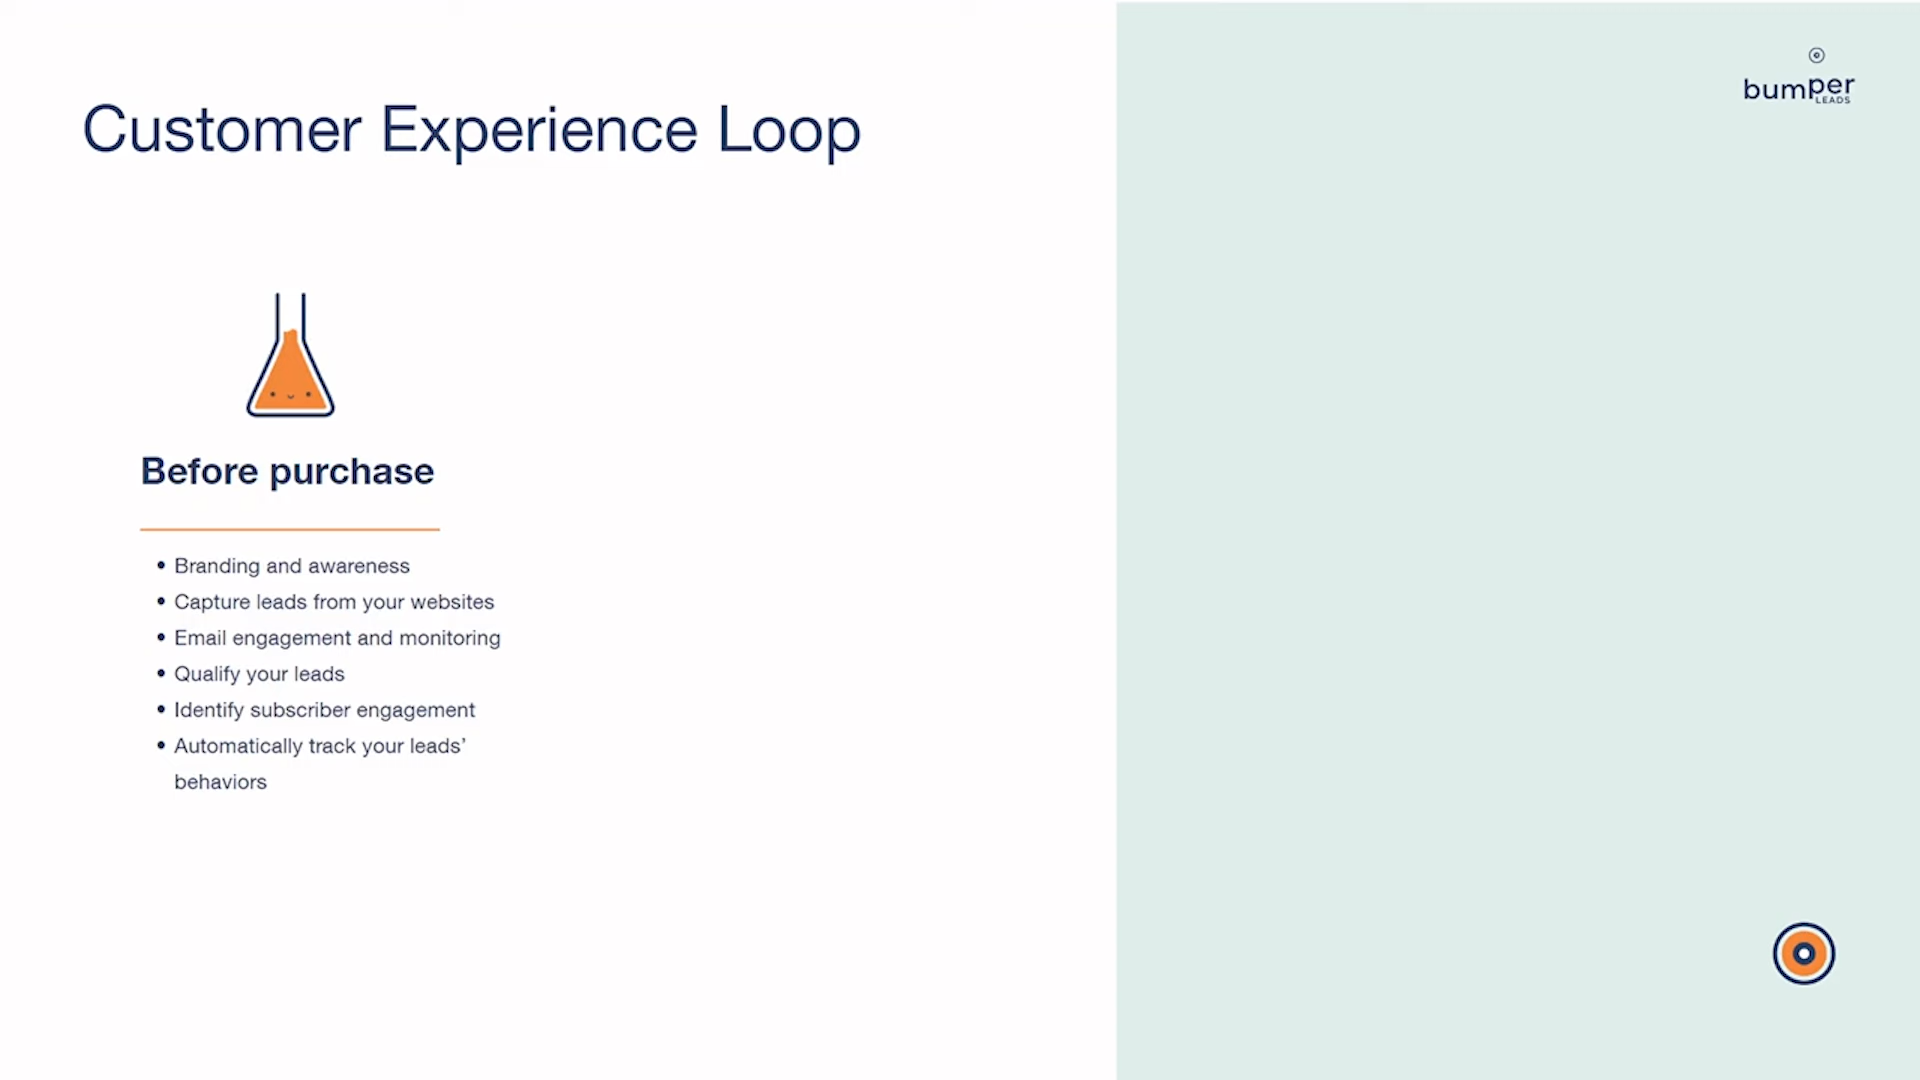 bumper
LEADS
Customer Experience Loop
Before purchase
• Branding and awareness
• Capture leads from your websites
• Email engagement and monitoring
• Qualify your leads
• Identify subscriber engagement
• Automatically track your leads’
behaviors